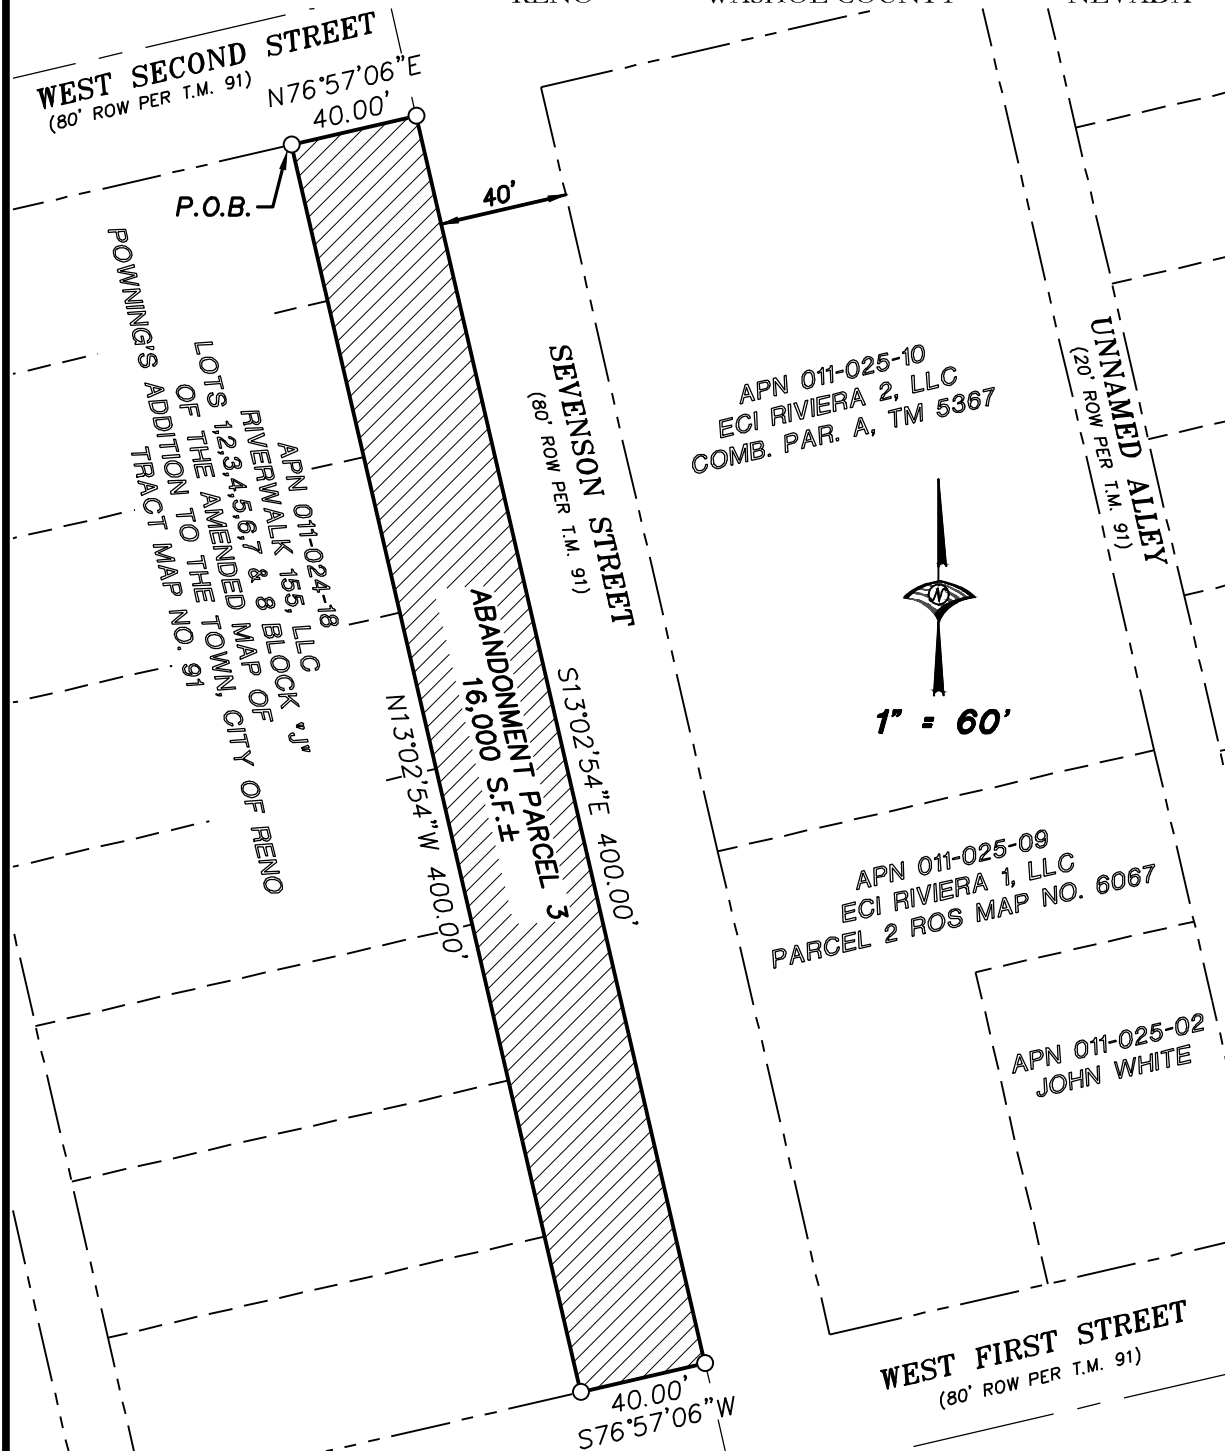 RENO WASHOE COUNTY NEVADA
WEST SECOND STREET
(80' ROW PER T.M. 91)
N76°57'06"E
40.00'
P.O.B.
40'
POWNING'S ADDITION TO THE TOWN, CITY OF RENO
APN 011-024-18
RIVERWALK 155, LLC
LOTS 1,2,3,4,5,6,7 & 8 BLOCK "J"
OF THE AMENDED MAP OF
TRACT MAP NO. 91
SEVENSON STREET
(80' ROW PER T.M. 91)
APN 011-025-10
ECI RIVIERA 2, LLC
COMB. PAR. A, TM 5367
UNNAMED ALLEY
(20' ROW PER T.M. 91)
N
1" = 60'
ABANDONMENT PARCEL 3
16,000 S.F.±
N13°02'54"W 400.00'
S13°02'54"E 400.00'
APN 011-025-09
ECI RIVIERA 1, LLC
PARCEL 2 ROS MAP NO. 6067
APN 011-025-02
JOHN WHITE
WEST FIRST STREET
(80' ROW PER T.M. 91)
40.00'
S76°57'06"W